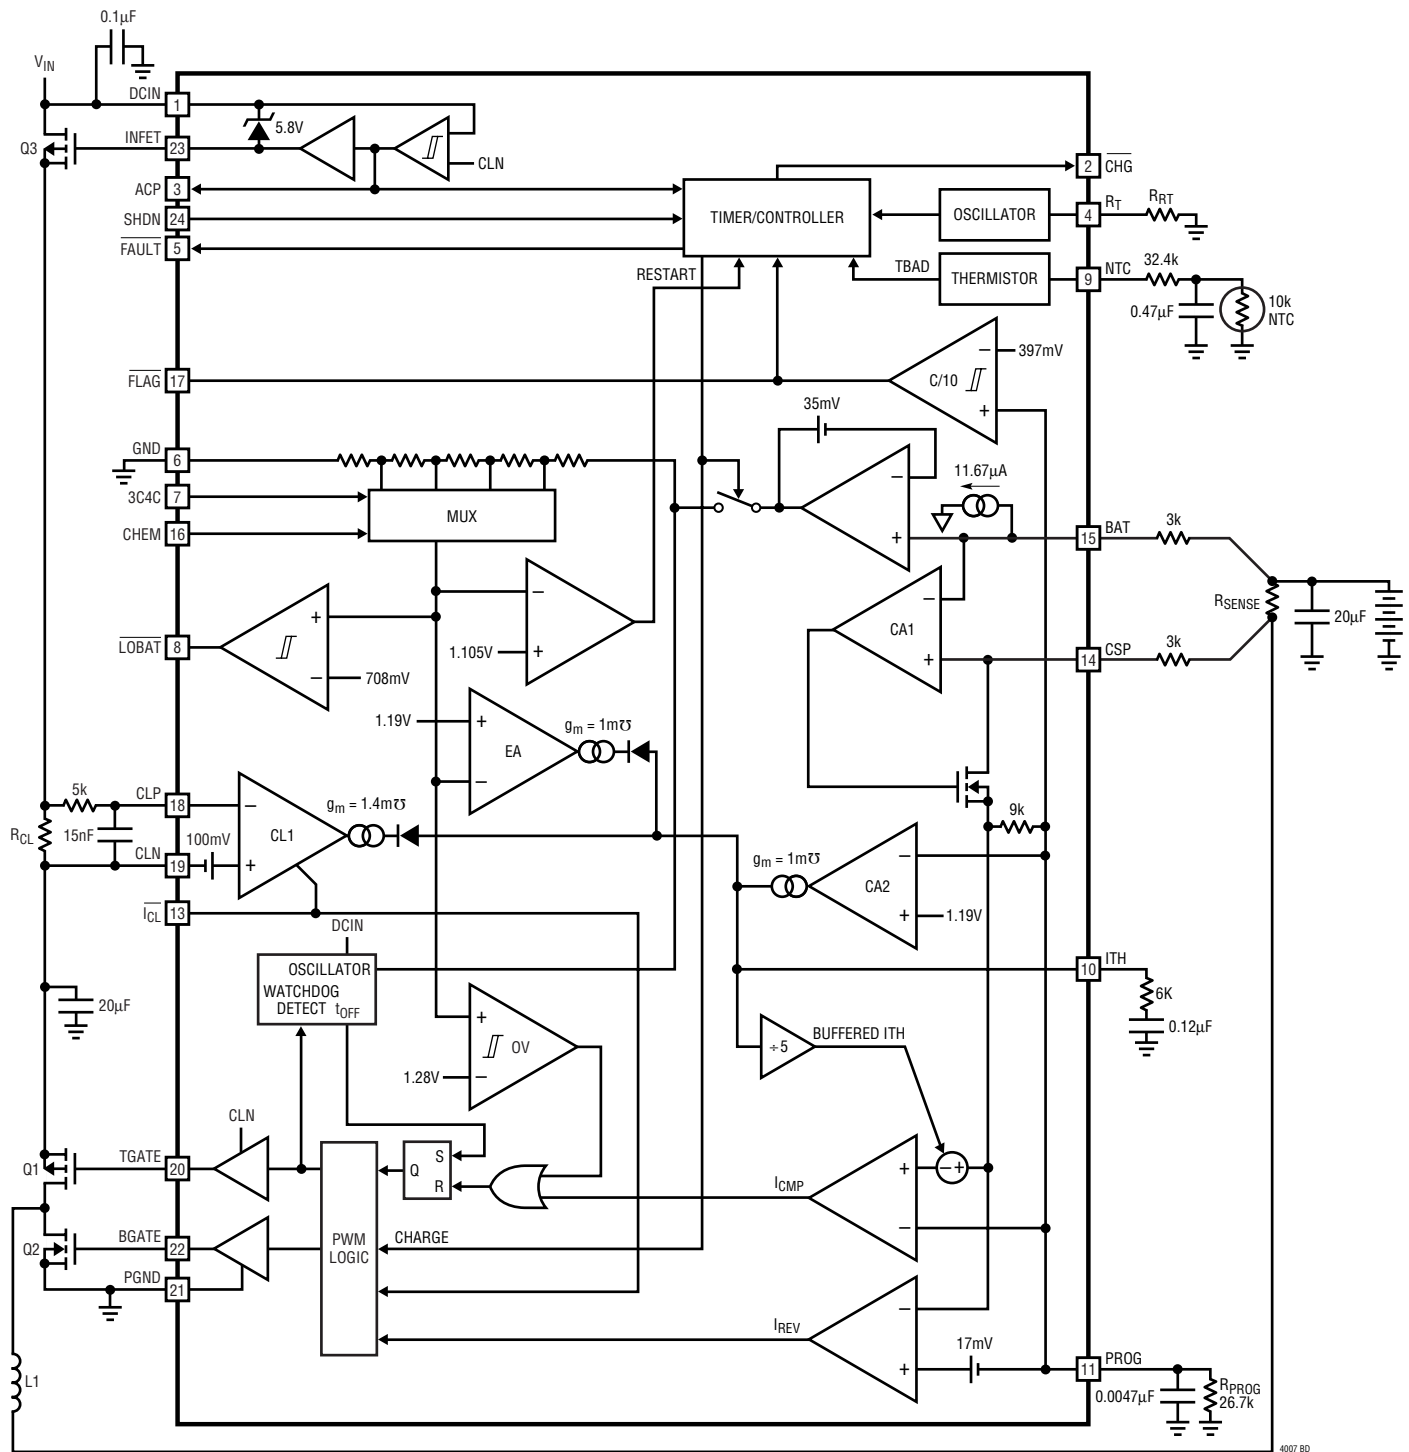 0.1µF
VIN
DCIN
1
5.8V
INFET
23
Q3
CLN
ACP
3
SHDN
24
FAULT
5
TIMER/CONTROLLER
2
CHG
OSCILLATOR
4
RT
RRT
RESTART
TBAD
THERMISTOR
9
NTC
32.4k
0.47µF
10k
NTC
397mV
C/10
–
+
FLAG
17
35mV
GND
6
3C4C
7
CHEM
16
MUX
–
+
11.67µA
BAT
15
3k
RSENSE
20µF
CA1
–
+
CSP
14
3k
LOBAT
8
+
–
708mV
–
+
1.105V
1.19V
+
EA
–
gm = 1m℧
5k
CLP
18
RCL
15nF
CLN
19
100mV
–
CL1
+
gm = 1.4m℧
9k
gm = 1m℧
CA2
–
+
1.19V
ICL
13
DCIN
OSCILLATOR
WATCHDOG
DETECT tOFF
20µF
ITH
10
6K
0.12µF
+
OV
–
1.28V
÷5
BUFFERED ITH
CLN
TGATE
20
Q1
S
Q
R
ICMP
+
–
–+
BGATE
22
Q2
PGND
21
PWM
LOGIC
CHARGE
IREV
–
+
17mV
PROG
11
0.0047µF
RPROG
26.7k
L1
4007 BD